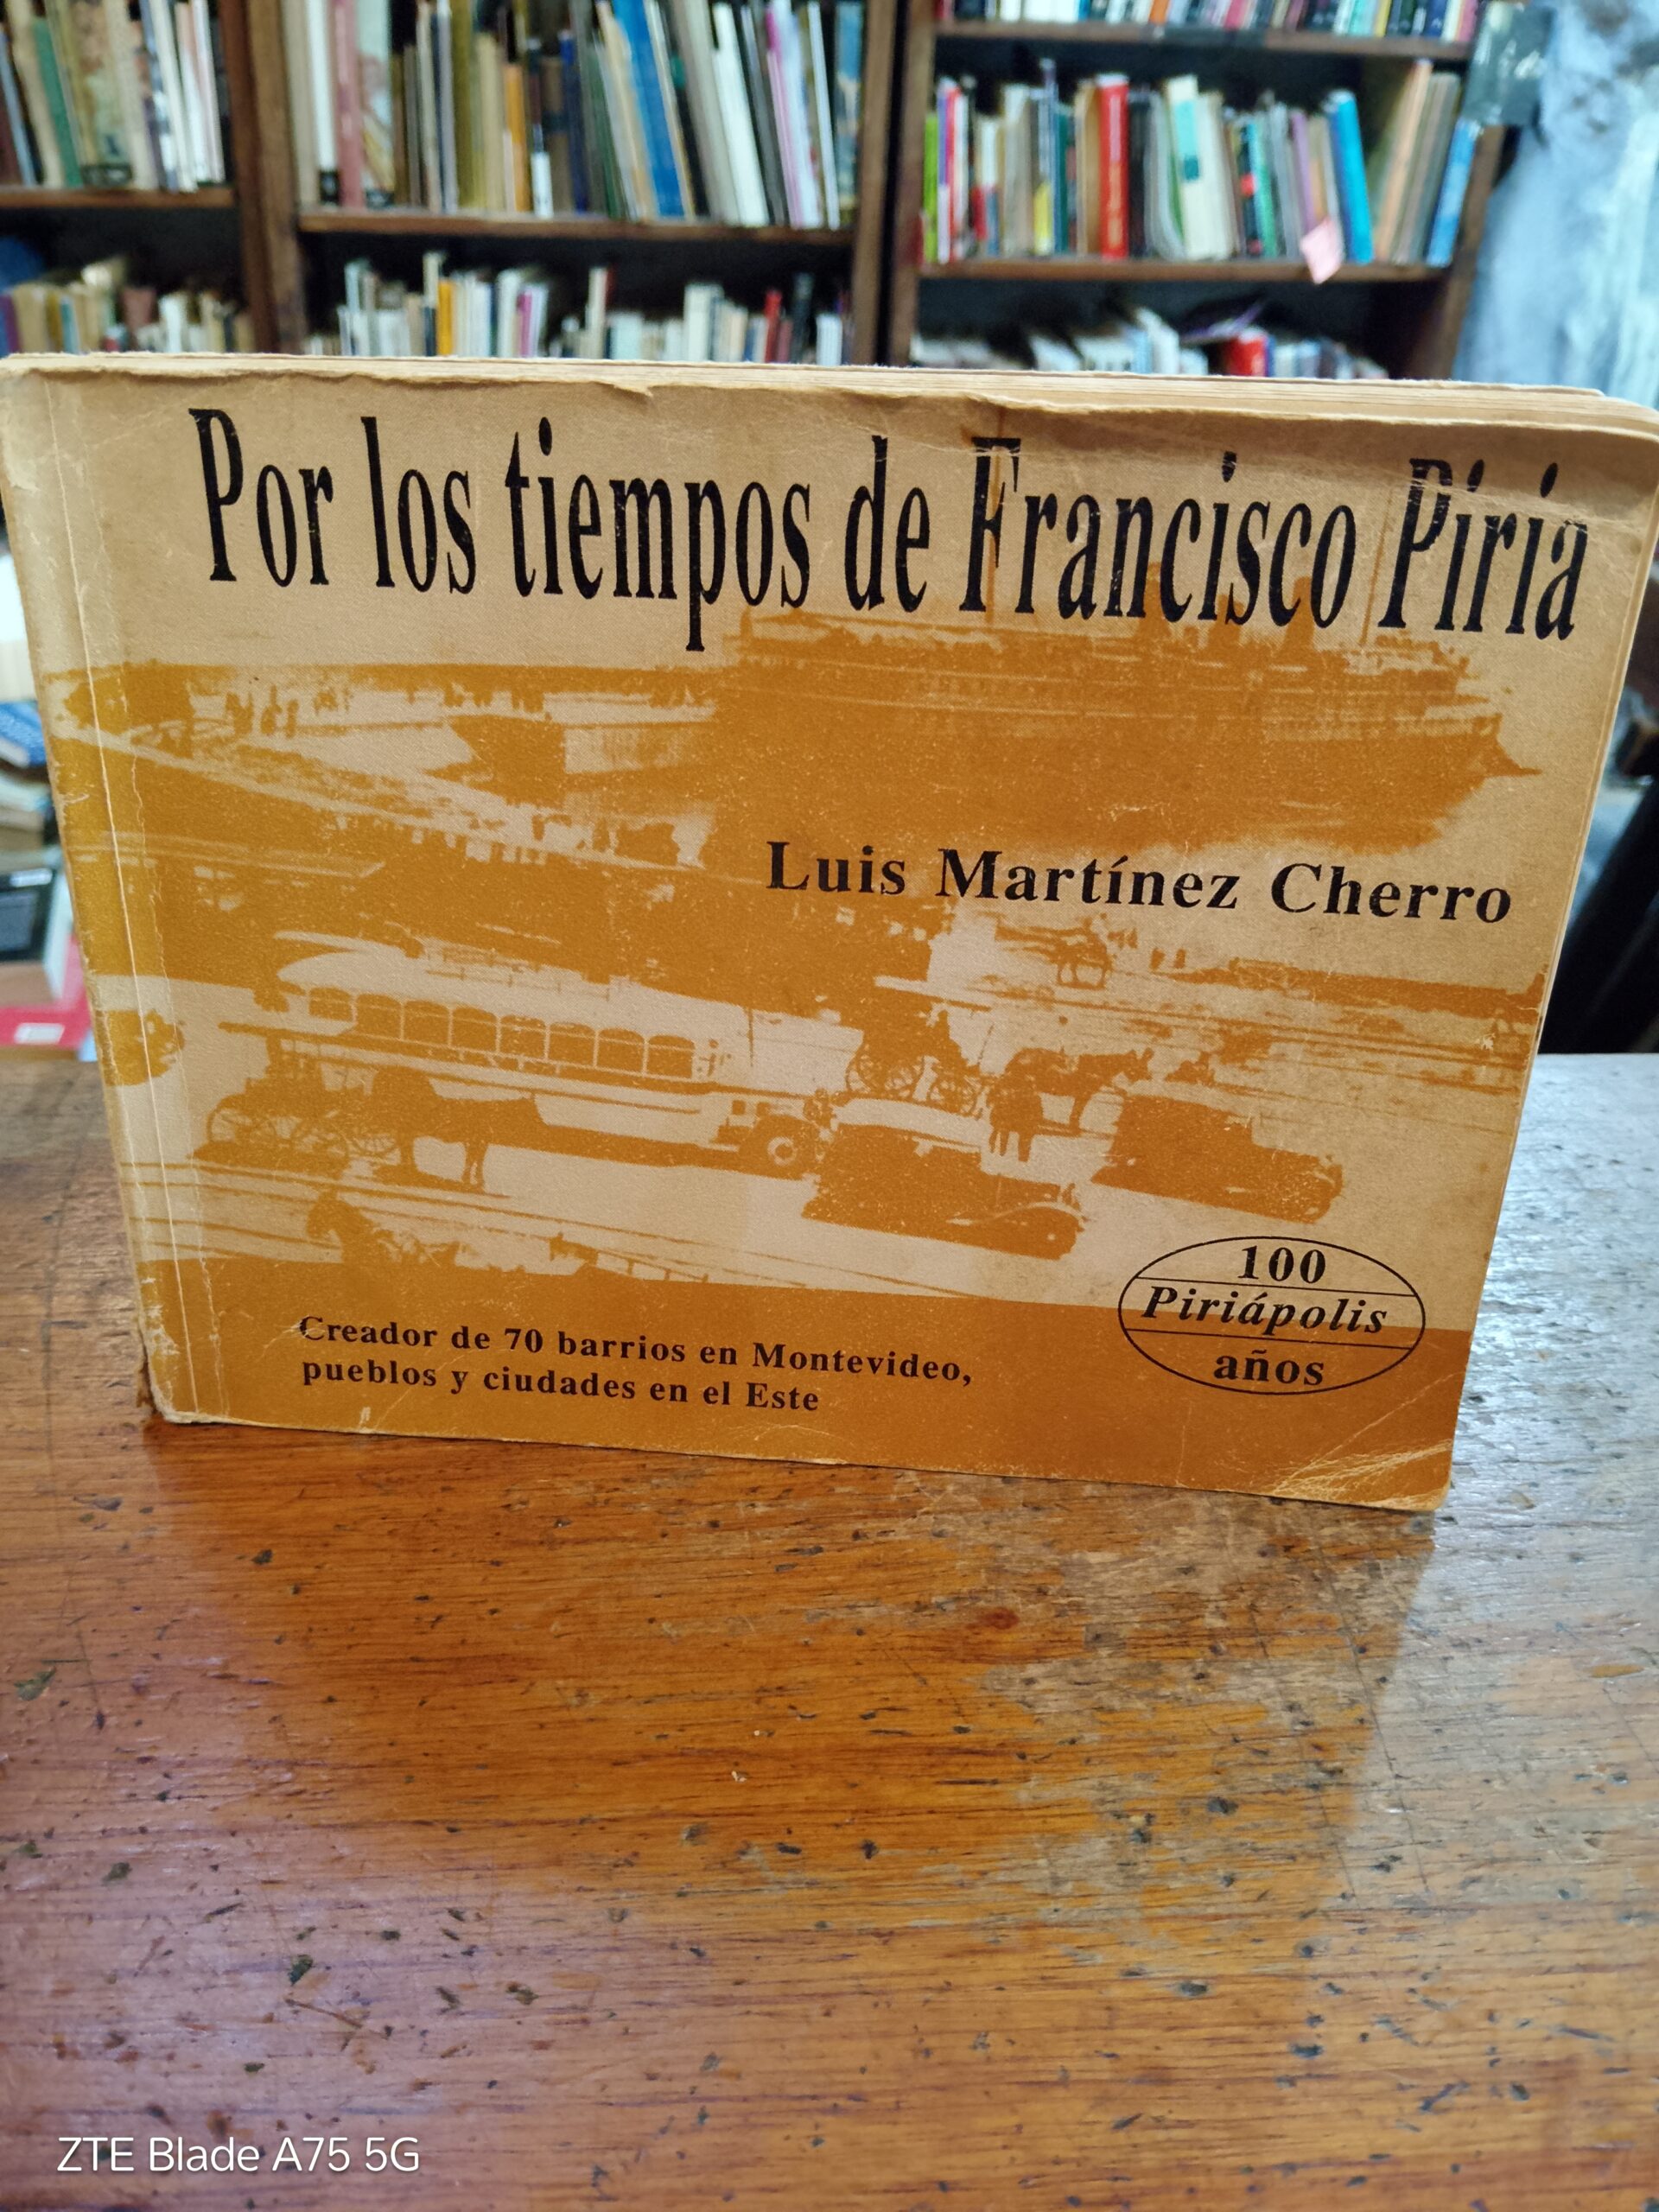 Por los tiempos de Francisco Piria
Luis Martínez Cherro
100
Piriápolis
años
Creador de 70 barrios en Montevideo,
pueblos y ciudades en el Este
ZTE Blade A75 5G